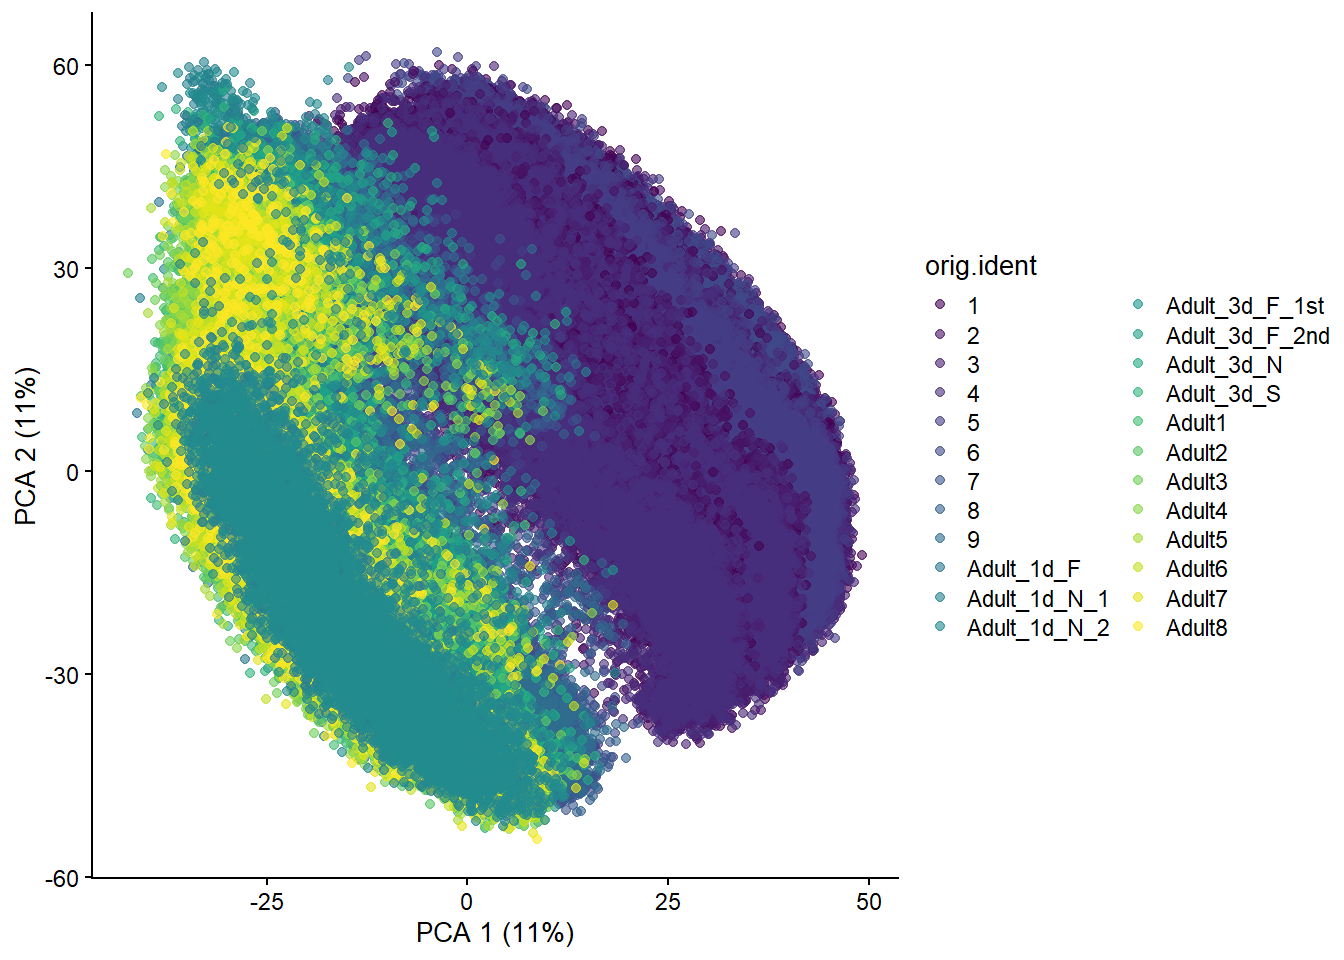 60
30
0
-30
-60
PCA 2 (11%)
-25
0
25
50
PCA 1 (11%)
orig.ident
1
2
3
4
5
6
7
8
9
Adult_1d_F
Adult_1d_N_1
Adult_1d_N_2
Adult_3d_F_1st
Adult_3d_F_2nd
Adult_3d_N
Adult_3d_S
Adult1
Adult2
Adult3
Adult4
Adult5
Adult6
Adult7
Adult8